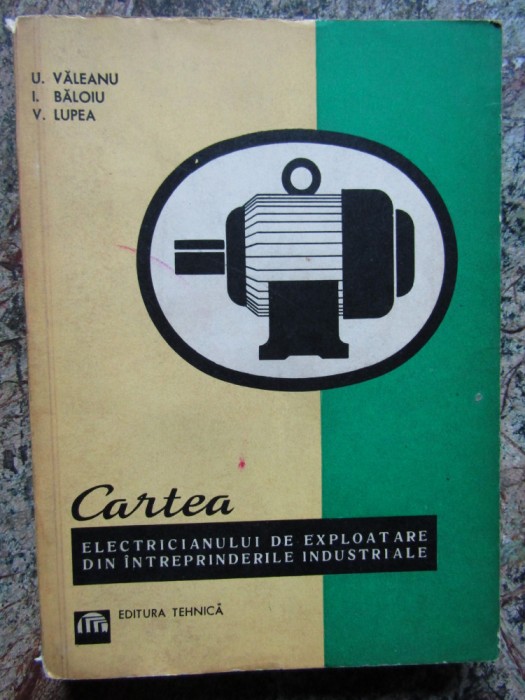 U. VĂLEANU
I. BĂLOIU
V. LUPEA
Cartea
ELECTRICIANULUI DE EXPLOATARE
DIN ÎNTREPRINDERILE INDUSTRIALE
EDITURA TEHNICĂ